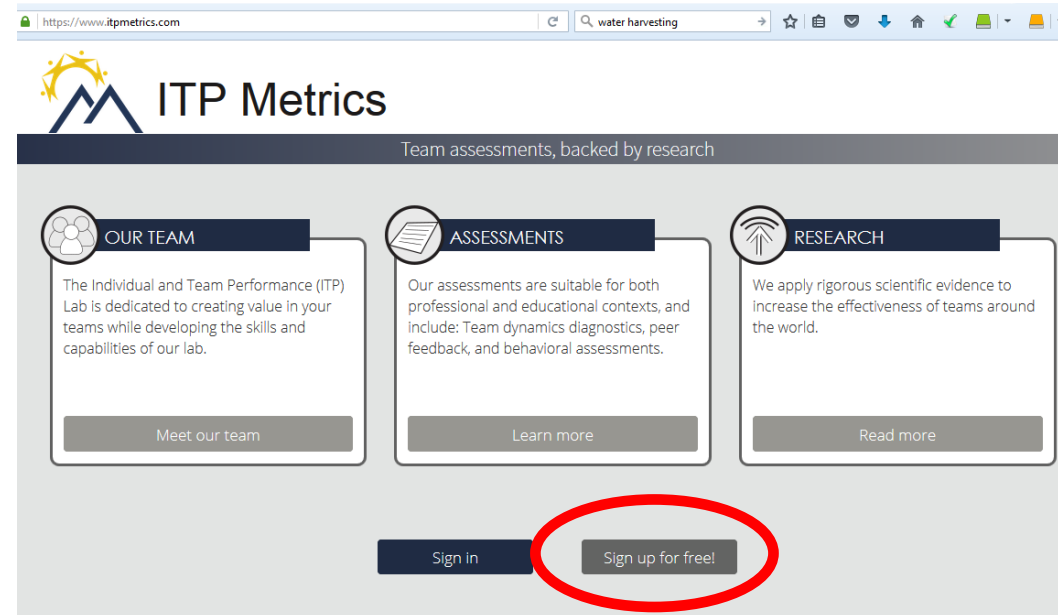 https://www.itpmetrics.com
water harvesting
ITP Metrics
Team assessments, backed by research
OUR TEAM
The Individual and Team Performance (ITP)
Lab is dedicated to creating value in your
teams while developing the skills and
capabilities of our lab.
Meet our team
ASSESSMENTS
Our assessments are suitable for both
professional and educational contexts, and
include: Team dynamics diagnostics, peer
feedback, and behavioral assessments.
Learn more
RESEARCH
We apply rigorous scientific evidence to
increase the effectiveness of teams around
the world.
Read more
Sign in
Sign up for free!